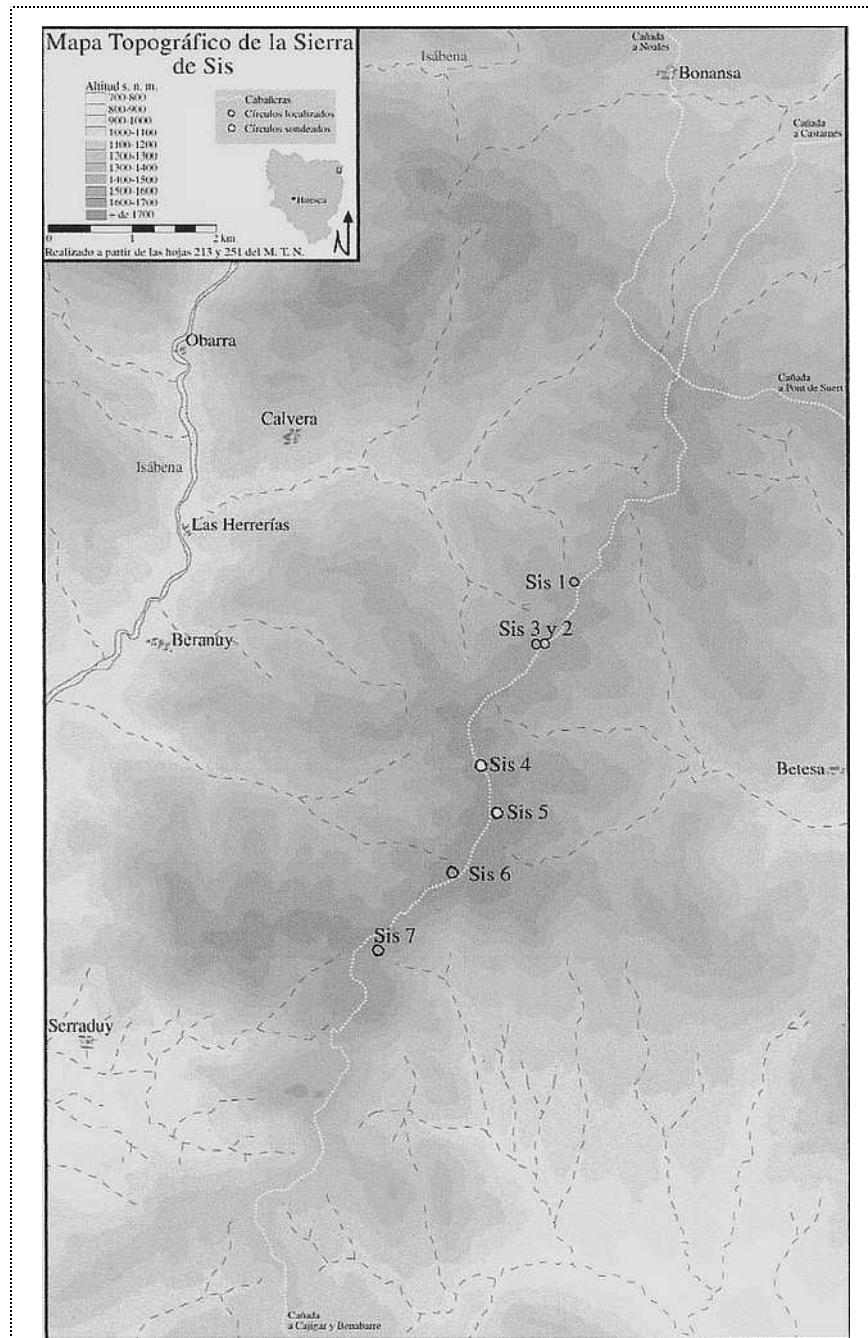 Mapa Topográfico de la Sierra
de Sis
Altitud s. n. m.
700-800
800-900
900-1000
1000-1100
1100-1200
1200-1300
1300-1400
1400-1500
1500-1600
1600-1700
+ de 1700
Cabañeras
Círculos localizados
Círculos sondeados
Huesca
N
0 1 2 km
Realizado a partir de las hojas 213 y 251 del M. T. N.
Isábena
Cañada
a Noales
Bonansa
Cañada
a Castanés
Obarra
Cañada
a Pont de Suert
Calvera
Isábena
Las Herrerías
Sis 1
Sis 3 y 2
Beranuy
Sis 4
Betesa
Sis 5
Sis 6
Sis 7
Serraduy
Cañada
a Cajigar y Benabarre